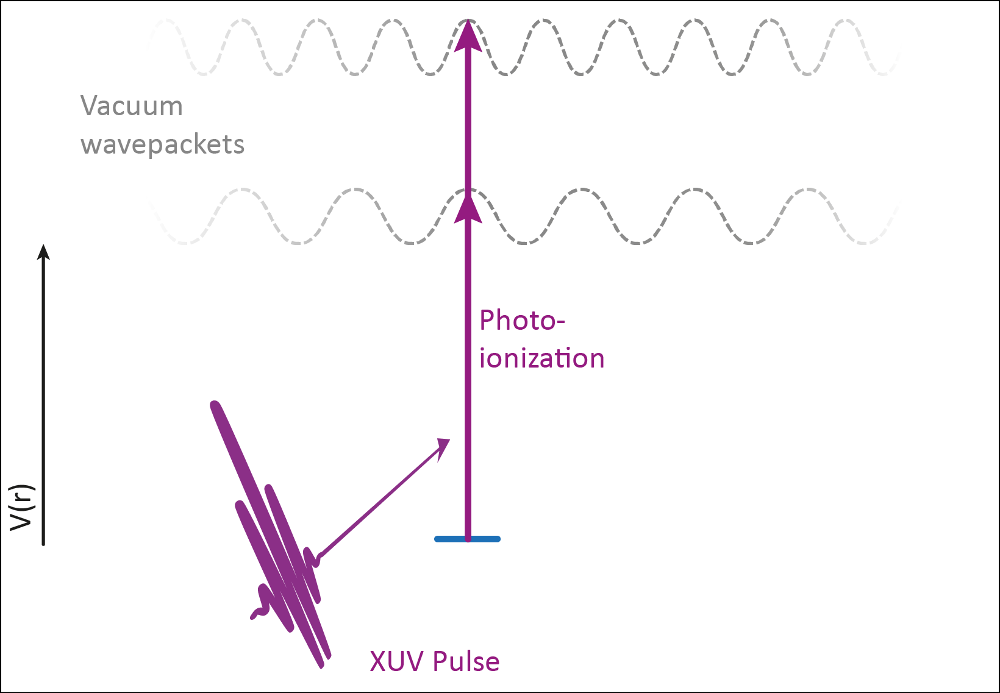 Vacuum
wavepackets
Photo-
ionization
V(r)
XUV Pulse